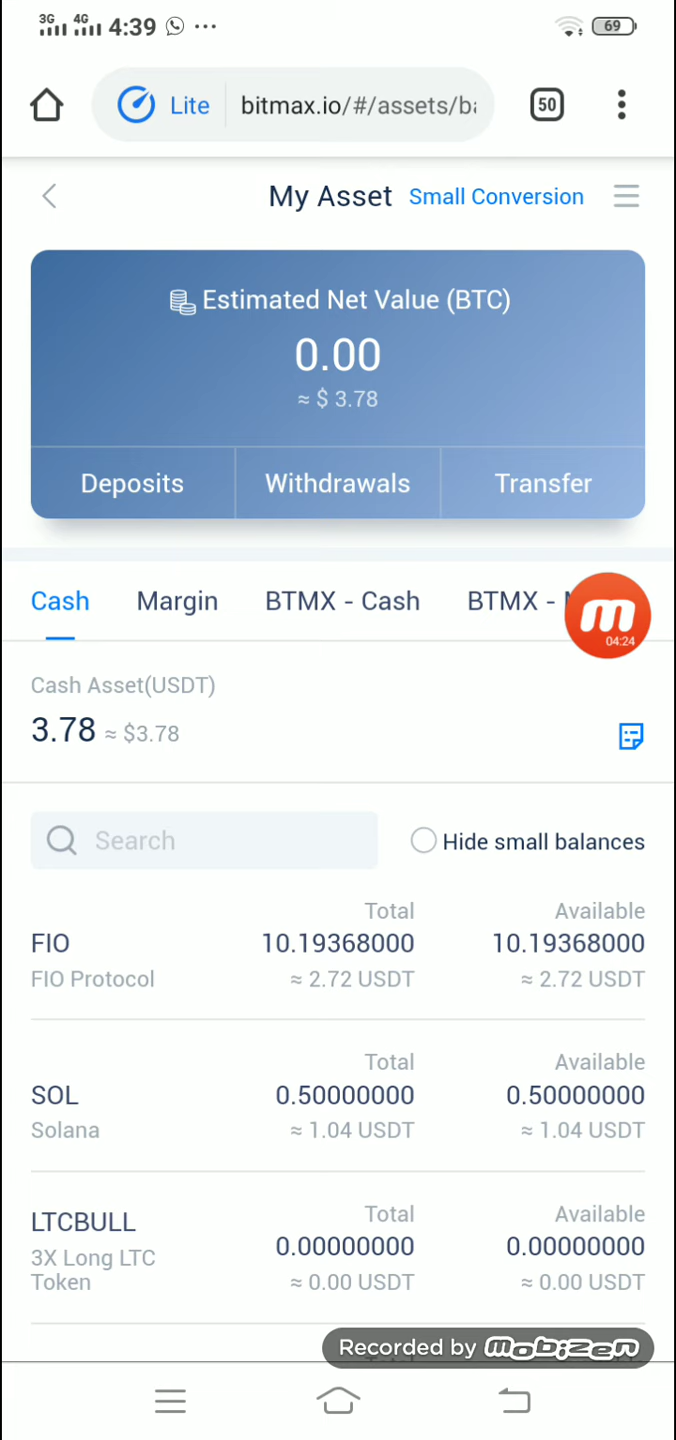 3G 4G 4:39 69
Lite bitmax.io/#/assets/ba 50
My Asset Small Conversion
Estimated Net Value (BTC)
0.00
≈ $ 3.78
Deposits Withdrawals Transfer
Cash Margin BTMX - Cash BTMX -
m
04:24
Cash Asset(USDT)
3.78 ≈ $3.78
Search Hide small balances
Total Available
FIO 10.19368000 10.19368000
FIO Protocol ≈ 2.72 USDT ≈ 2.72 USDT
Total Available
SOL 0.50000000 0.50000000
Solana ≈ 1.04 USDT ≈ 1.04 USDT
Total Available
LTCBULL 0.00000000 0.00000000
3X Long LTC
Token ≈ 0.00 USDT ≈ 0.00 USDT
Recorded by mobizen